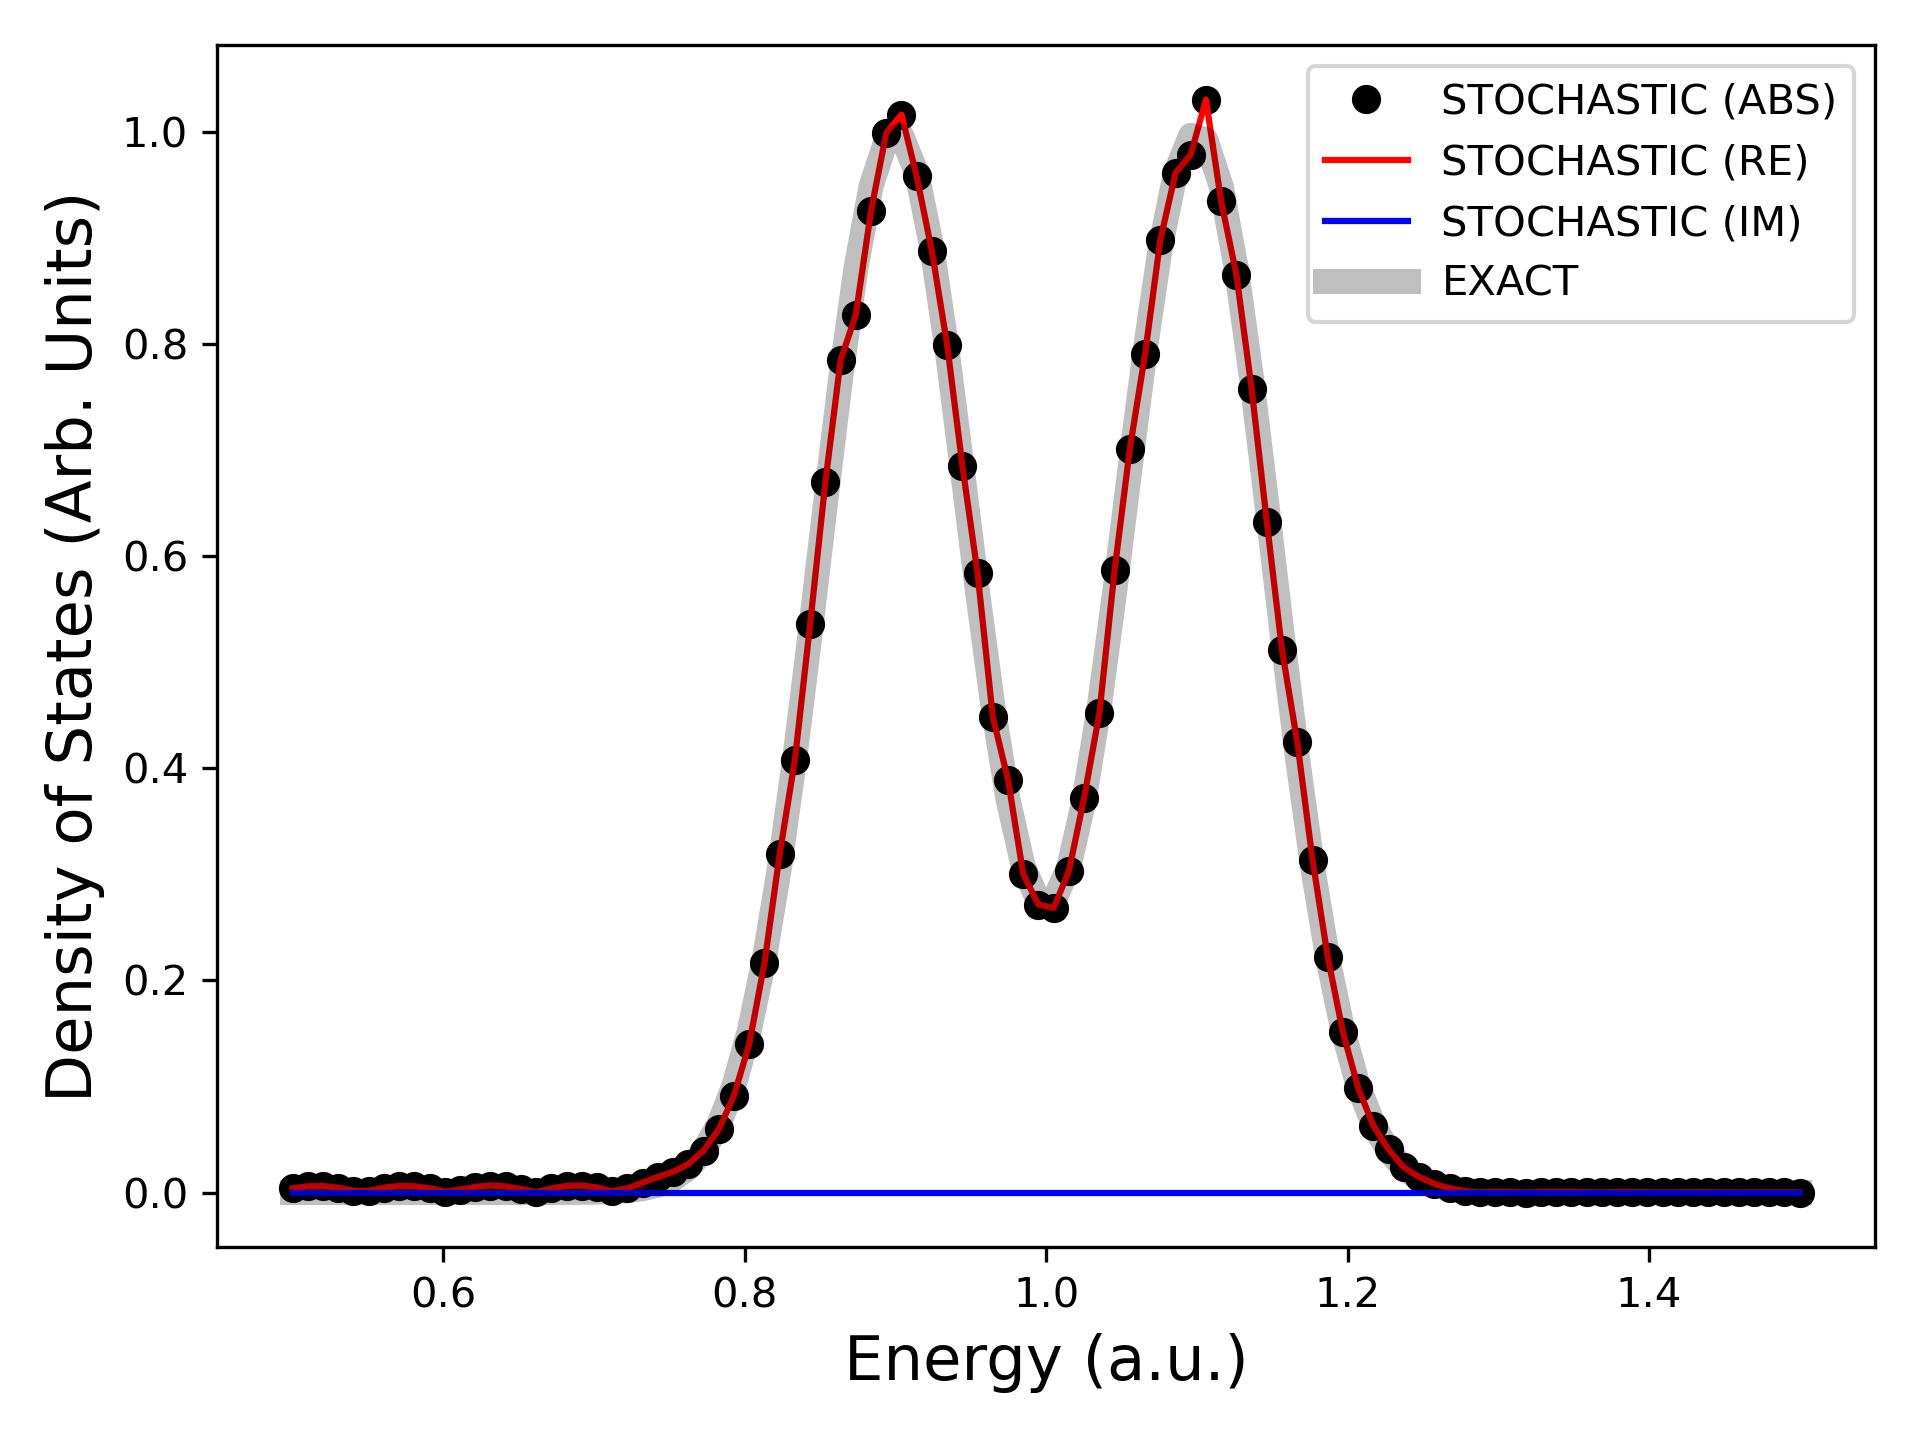 STOCHASTIC (ABS)
STOCHASTIC (RE)
STOCHASTIC (IM)
EXACT
Density of States (Arb. Units)
1.0
0.8
0.6
0.4
0.2
0.0
0.6 0.8 1.0 1.2 1.4
Energy (a.u.)